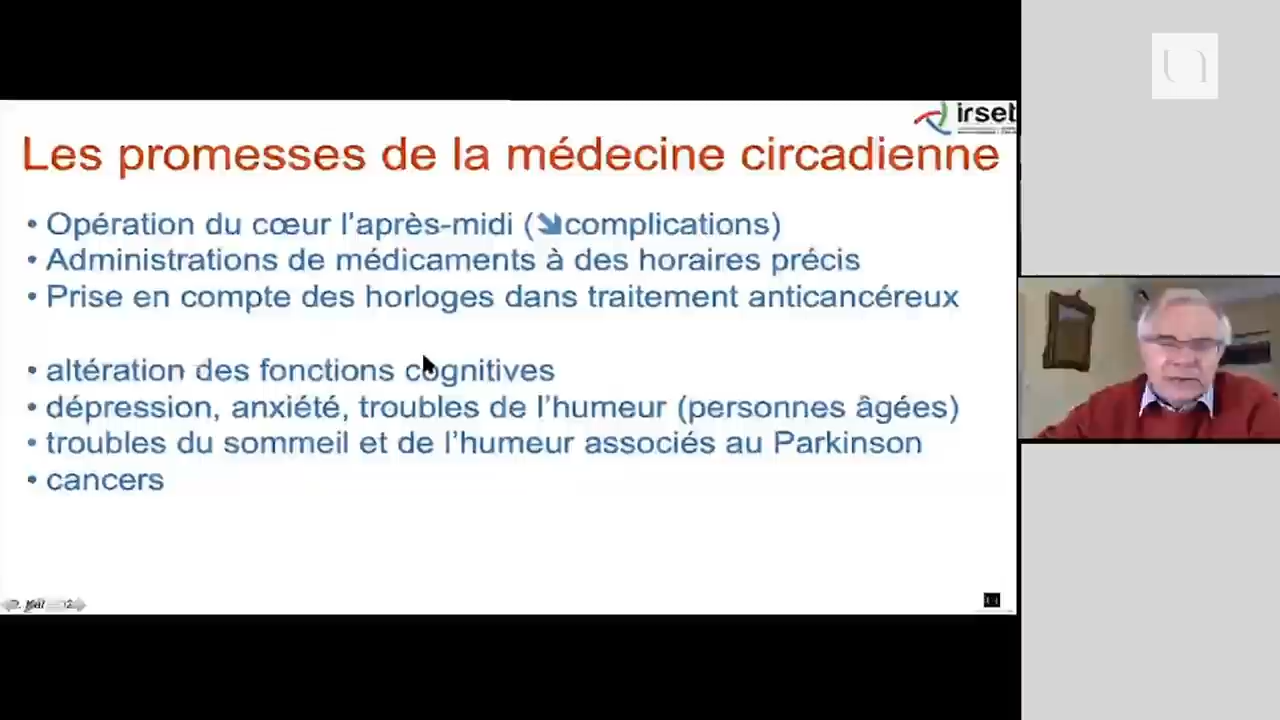 irset
Les promesses de la médecine circadienne
• Opération du cœur l'après-midi (↘complications)
• Administrations de médicaments à des horaires précis
• Prise en compte des horloges dans traitement anticancéreux
• altération des fonctions cognitives
• dépression, anxiété, troubles de l'humeur (personnes âgées)
• troubles du sommeil et de l'humeur associés au Parkinson
• cancers